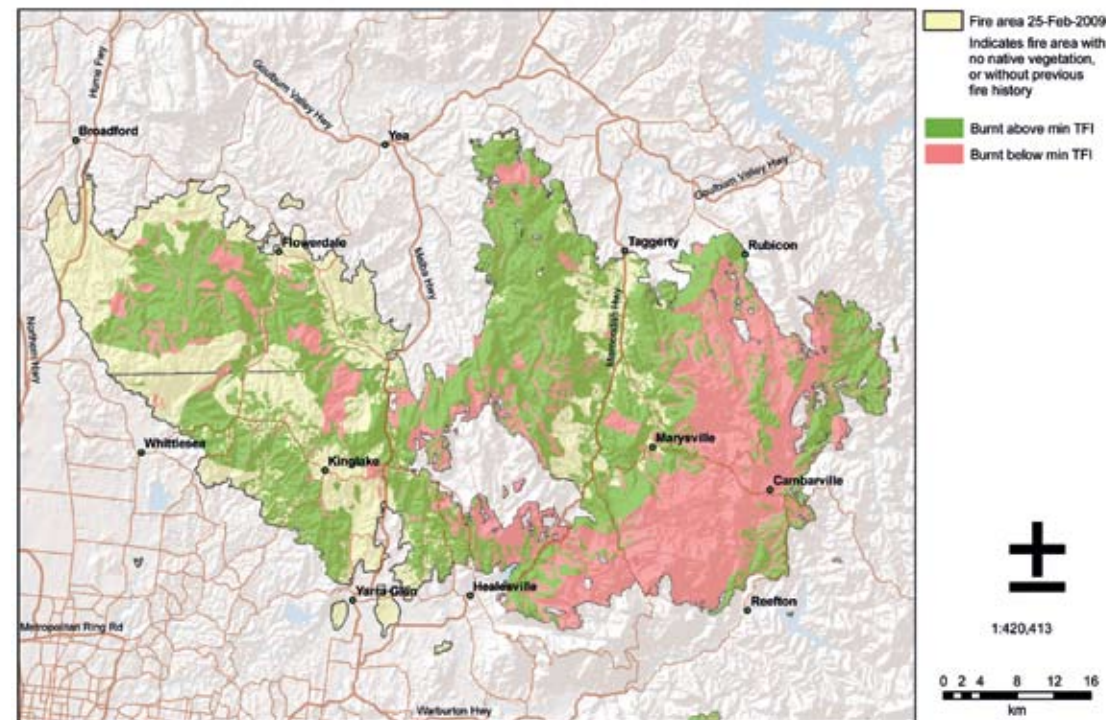 Fire area 25-Feb-2009
Indicates fire area with
no native vegetation,
or without previous
fire history
Burnt above min TFI
Burnt below min TFI
Hume Fwy
Goulburn Valley Hwy
Broadford
Yea
Goulburn Valley Hwy
Flowerdale
Melba Hwy
Taggerty
Rubicon
Maroondah Hwy
Northern Hwy
Whittlesea
Kinglake
Marysville
Cambarville
Yarra Glen
Healesville
Reefton
Metropolitan Ring Rd
Warburton Hwy
±
1:420,413
0 2 4 8 12 16
km